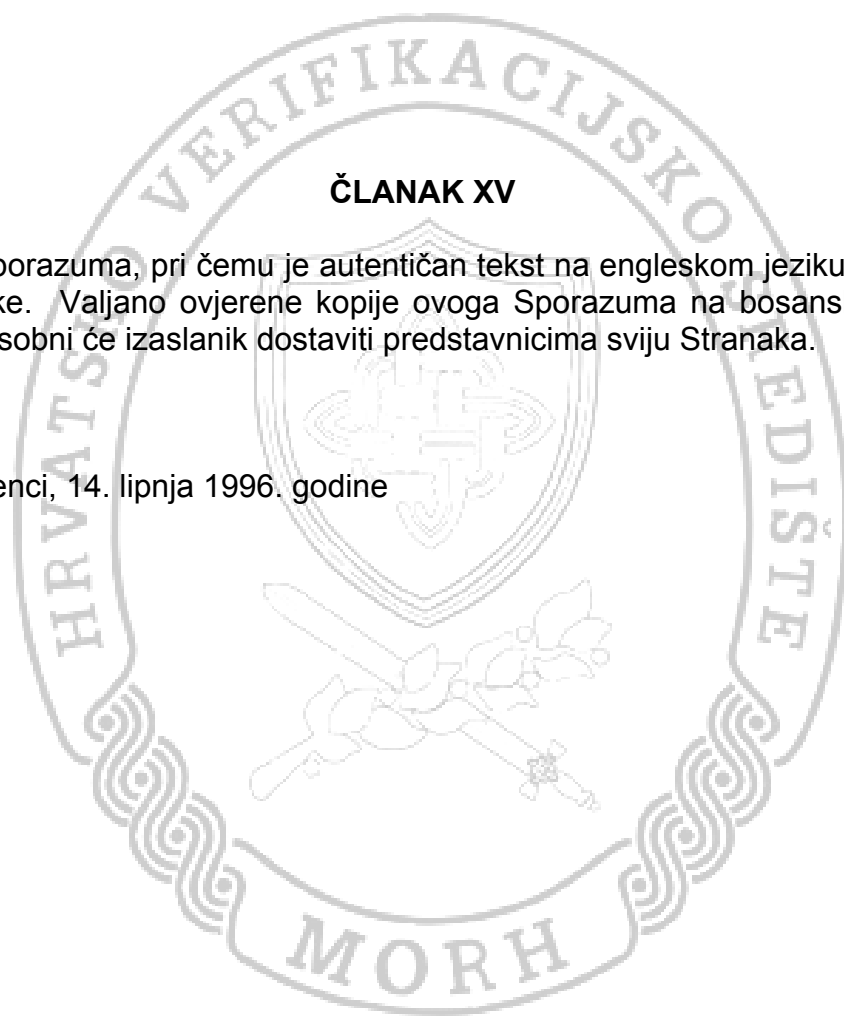 HRVATSKO VERIFIKACIJSKO SREDIŠTE
ČLANAK XV
porazuma, pri čemu je autentičan tekst na engleskom jeziku
ke. Valjano ovjerene kopije ovoga Sporazuma na bosans
sobni će izaslanik dostaviti predstavnicima sviju Stranaka.
enci, 14. lipnja 1996. godine
MORH